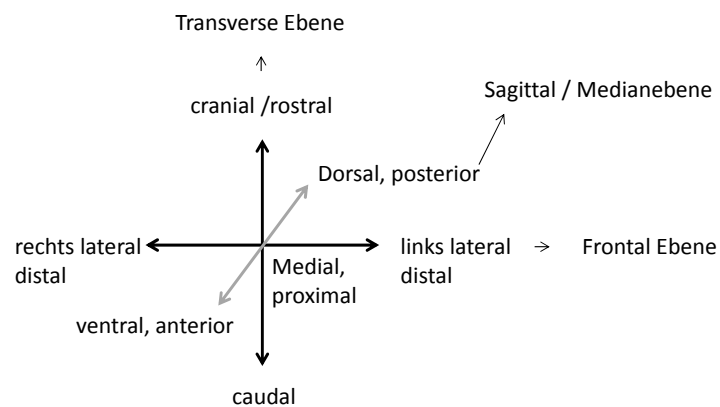 Transverse Ebene
cranial /rostral
Sagittal / Medianebene
Dorsal, posterior
rechts lateral
distal
links lateral
distal
Frontal Ebene
Medial,
proximal
ventral, anterior
caudal